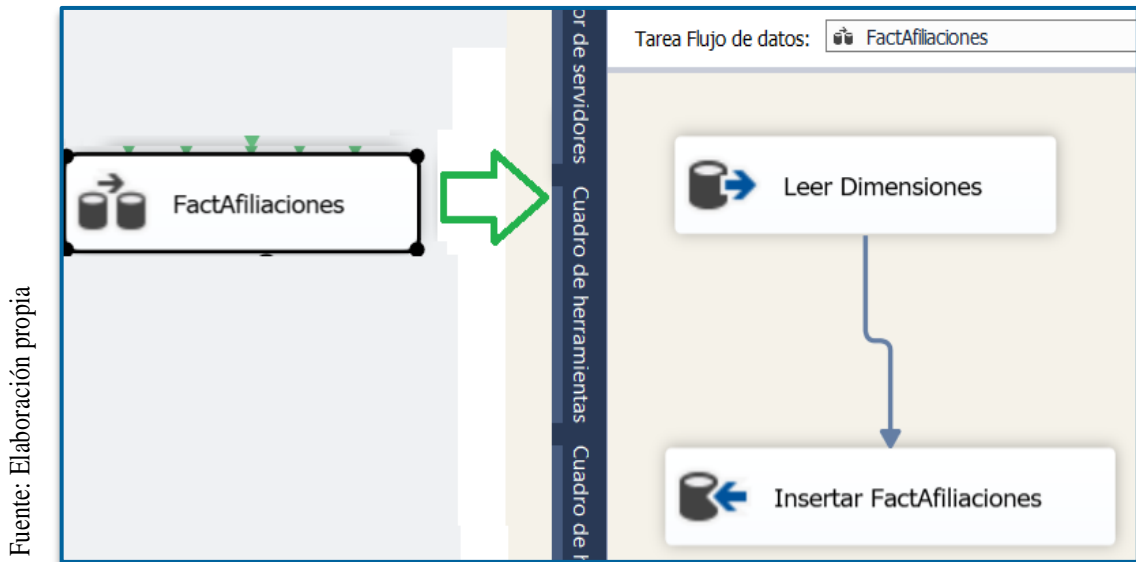 Fuente: Elaboración propia
FactAfiliaciones
or de servidores
Cuadro de herramientas
Cuadro de
Tarea Flujo de datos:
FactAfiliaciones
Leer Dimensiones
Insertar FactAfiliaciones